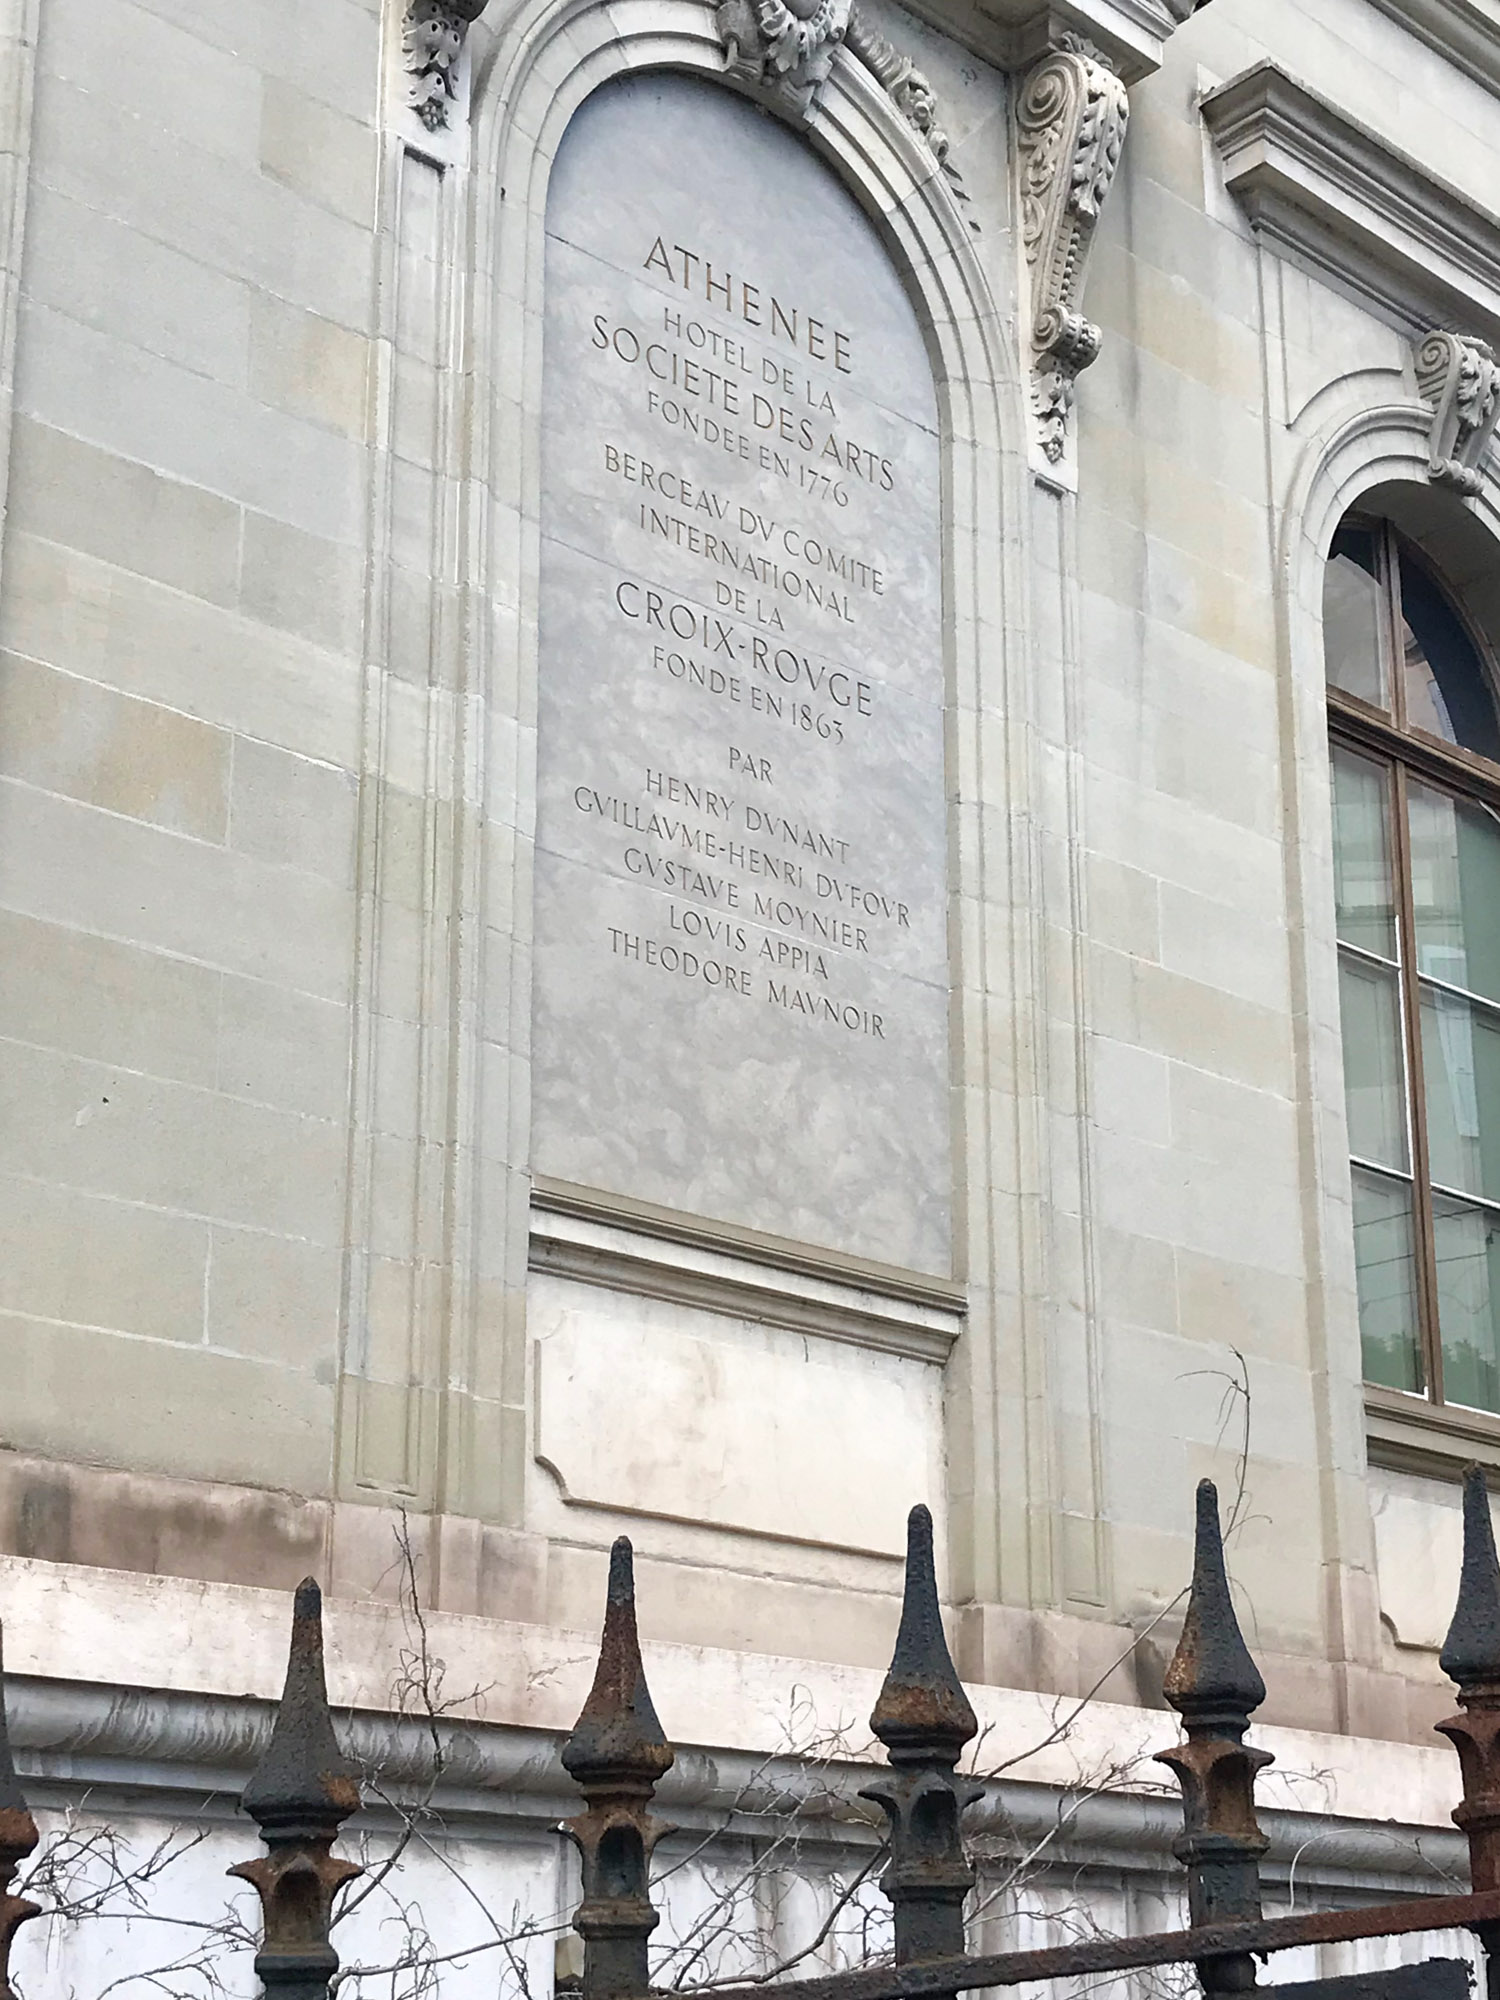 ATHENEE
HOTEL DE LA
SOCIETE DES ARTS
FONDEE EN 1776
BERCEAV DV COMITE
INTERNATIONAL
DE LA
CROIX-ROVGE
FONDE EN 1863
PAR
HENRY DVNANT
GVILLAVME-HENRI DVFOVR
GVSTAVE MOYNIER
LOVIS APPIA
THEODORE MAVNOIR